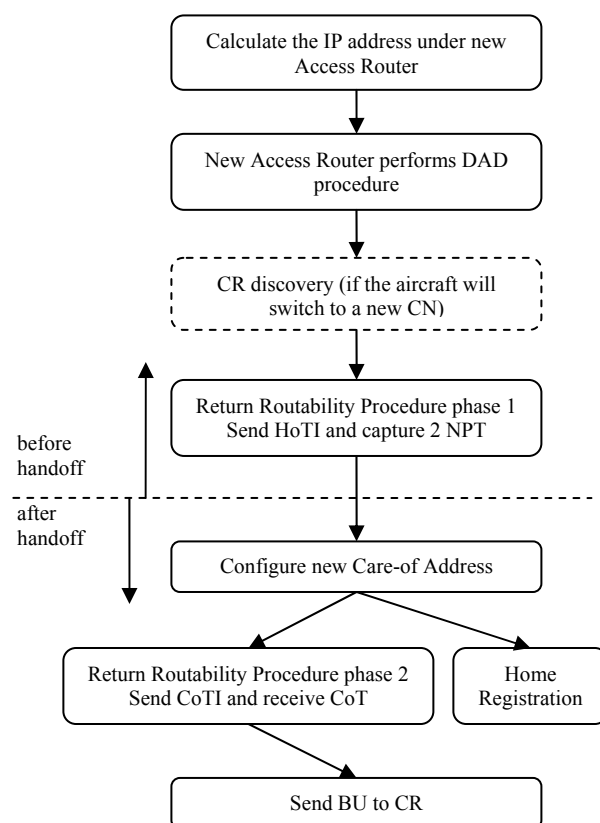 Calculate the IP address under new
Access Router
New Access Router performs DAD
procedure
CR discovery (if the aircraft will
switch to a new CN)
Return Routability Procedure phase 1
Send HoTI and capture 2 NPT
before
handoff
after
handoff
Configure new Care-of Address
Return Routability Procedure phase 2
Send CoTI and receive CoT
Home
Registration
Send BU to CR